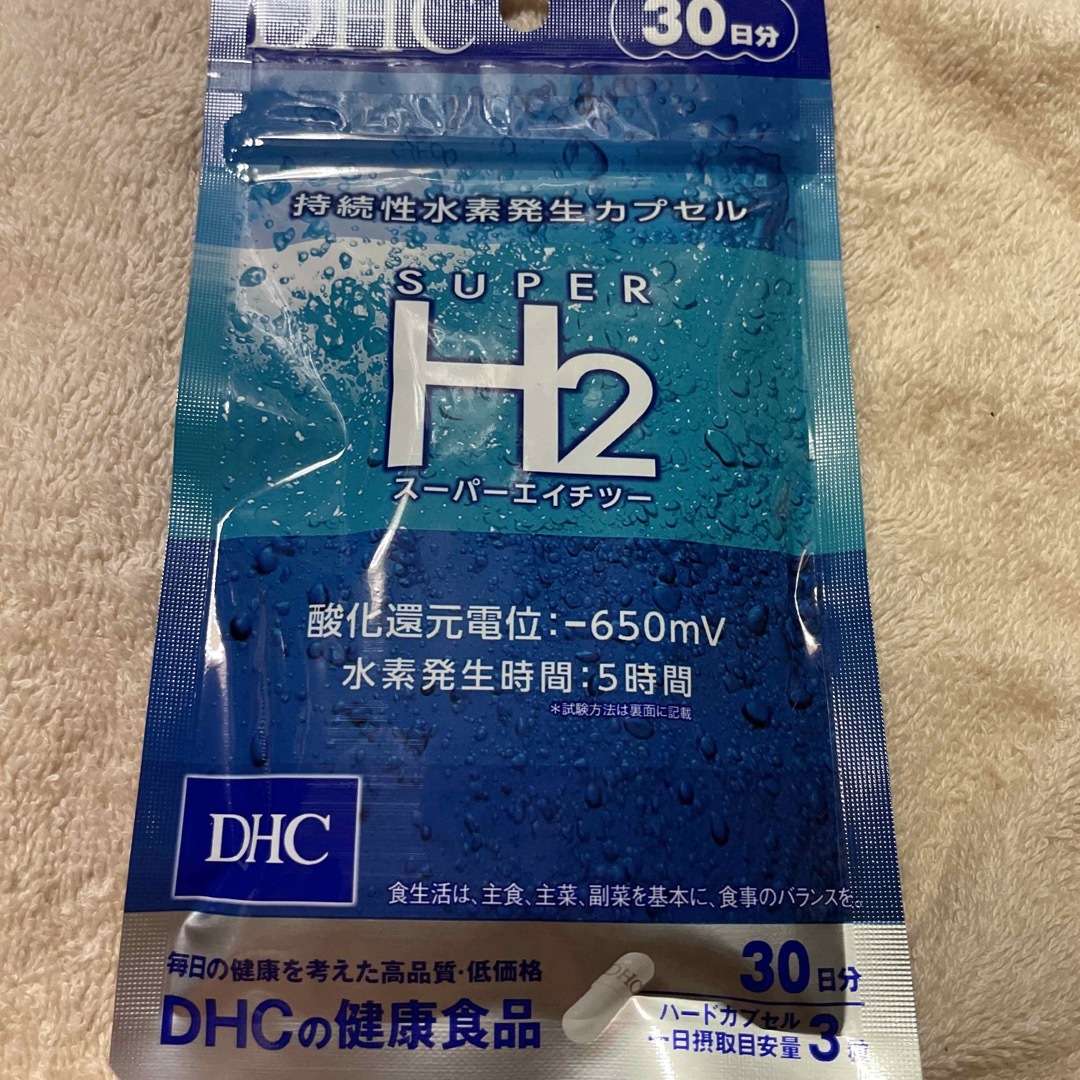 DHC
30日分
持続性水素発生カプセル
SUPER
H2
スーパーエイチツー
酸化還元電位:-650mV
水素発生時間:5時間
*試験方法は裏面に記載
DHC
食生活は、主食、主菜、副菜を基本に、食事のバランスを。
毎日の健康を考えた高品質・低価格
DHCの健康食品
DHC
30日分
ハードカプセル
一日摂取目安量 3粒